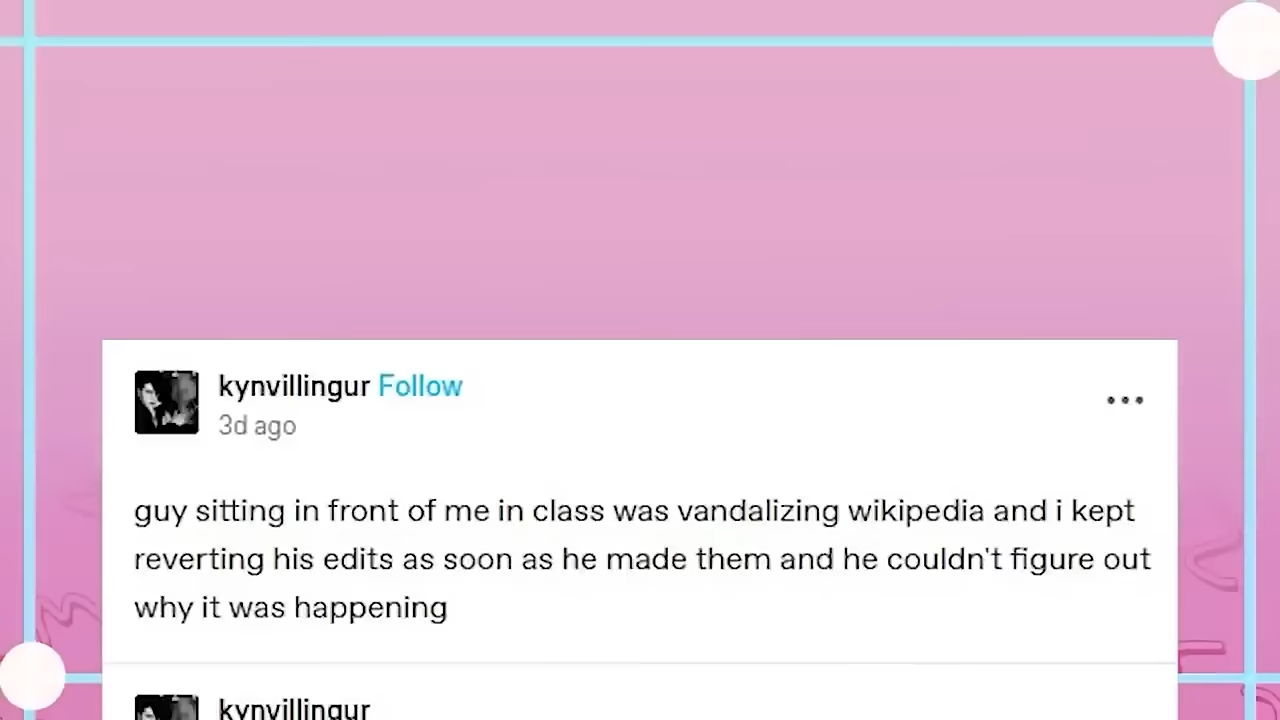 kynvillingur Follow
3d ago
guy sitting in front of me in class was vandalizing wikipedia and i kept
reverting his edits as soon as he made them and he couldn't figure out
why it was happening
kynvillingur